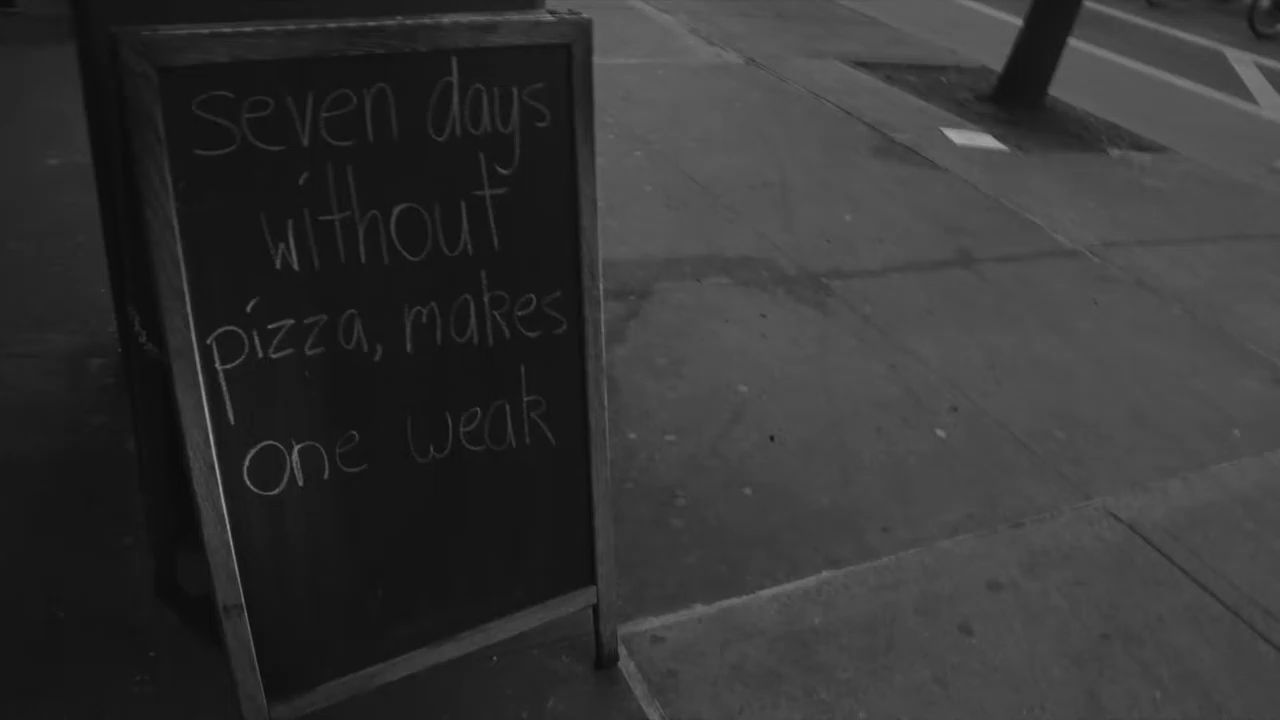 seven days
without
pizza, makes
one weak